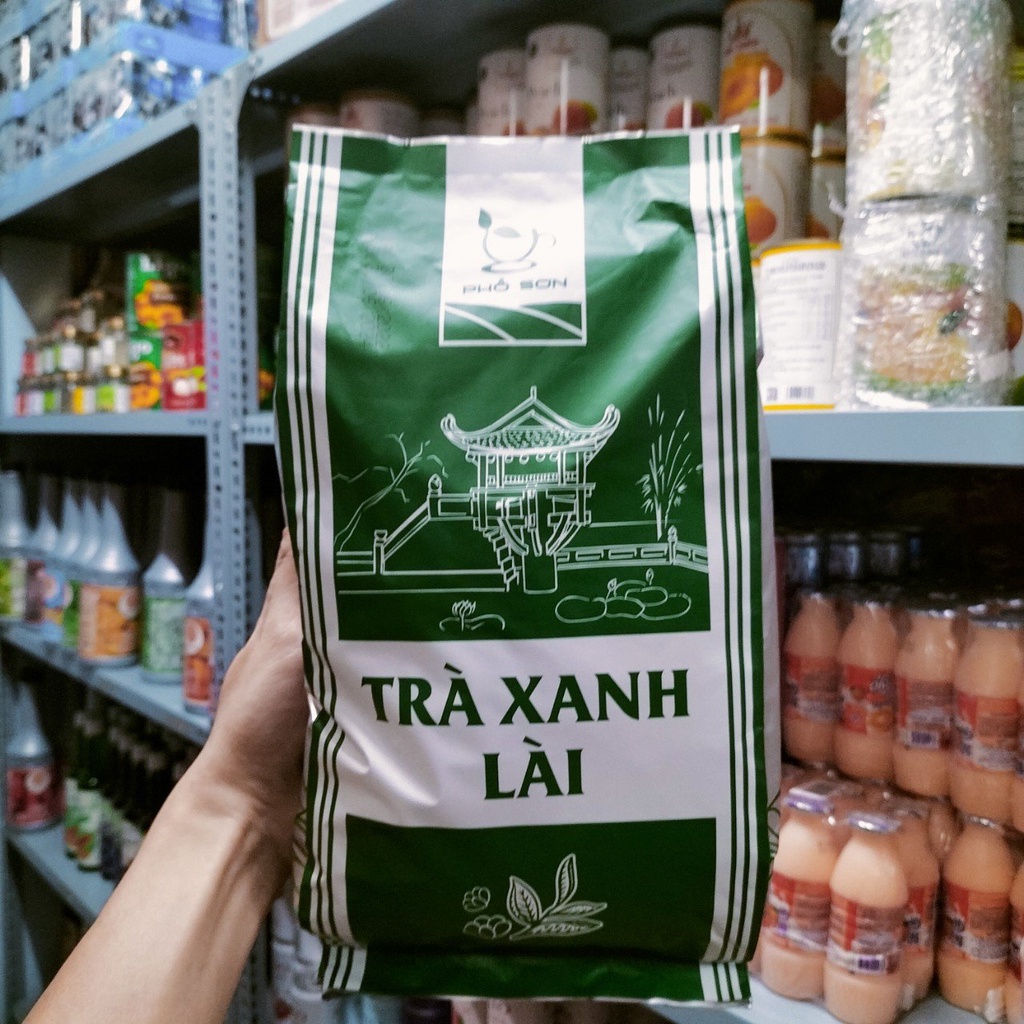 PHỐ SƠN
TRÀ XANH
LÀI